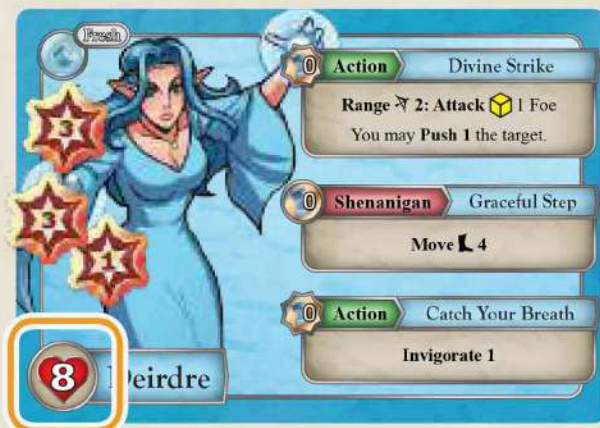 Fresh
3
3
1
8
Deirdre
0 Action Divine Strike
Range 2: Attack 1 Foe
You may Push 1 the target.
0 Shenanigan Graceful Step
Move 4
0 Action Catch Your Breath
Invigorate 1